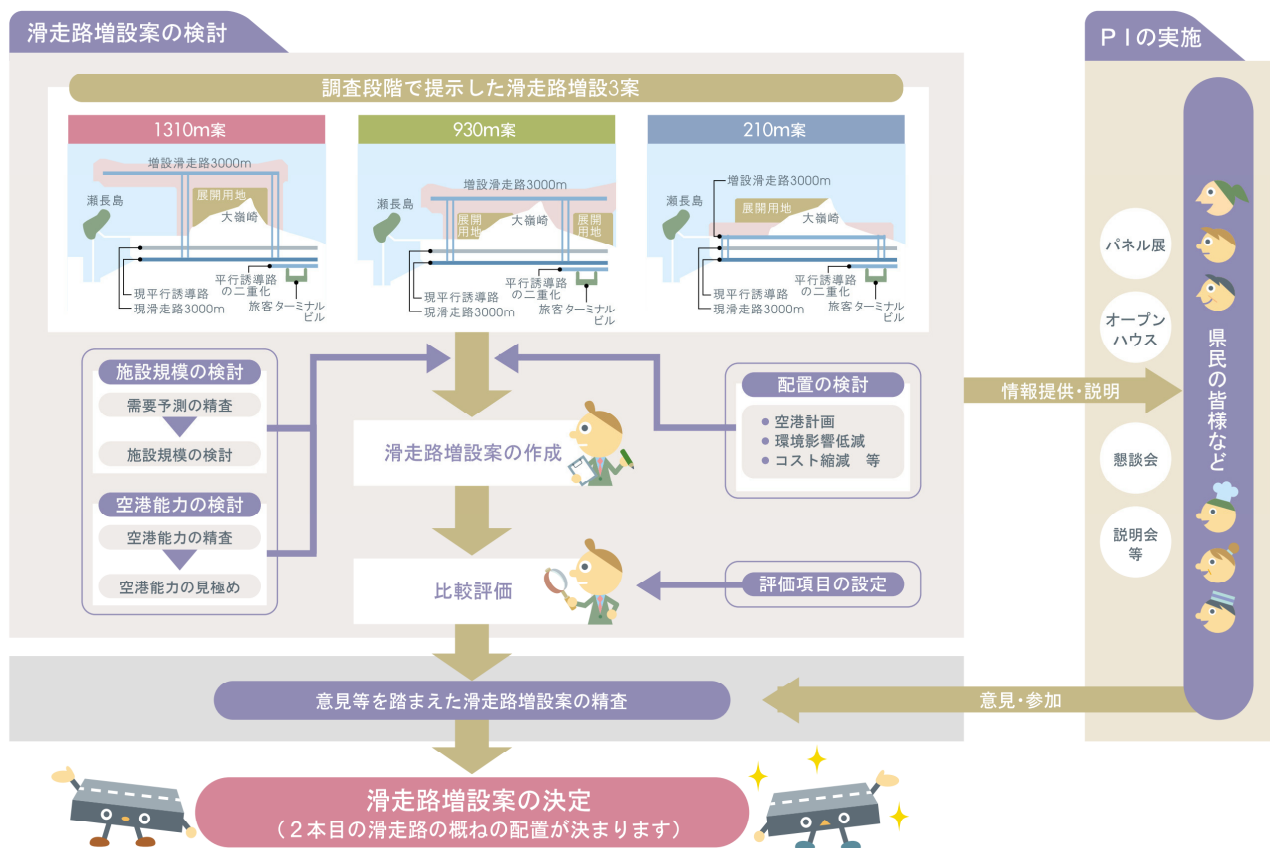 滑走路増設案の検討
調査段階で提示した滑走路増設3案
1310m案
増設滑走路3000m
展開用地
瀬長島
大嶺崎
平行誘導路
の二重化
現平行誘導路
現滑走路3000m
旅客ターミナル
ビル
930m案
増設滑走路3000m
瀬長島
大嶺崎
展開
用地
展開
用地
平行誘導路
の二重化
現平行誘導路
現滑走路3000m
旅客ターミナル
ビル
210m案
増設滑走路3000m
瀬長島
展開用地
大嶺崎
平行誘導路
の二重化
現平行誘導路
現滑走路3000m
旅客ターミナル
ビル
施設規模の検討
需要予測の精査
施設規模の検討
空港能力の検討
空港能力の精査
空港能力の見極め
配置の検討
● 空港計画
● 環境影響低減
● コスト縮減 等
滑走路増設案の作成
比較評価
評価項目の設定
意見等を踏まえた滑走路増設案の精査
滑走路増設案の決定
(2本目の滑走路の概ねの配置が決まります)
PIの実施
パネル展
オープン
ハウス
懇談会
説明会
等
県民の皆様など
情報提供・説明
意見・参加